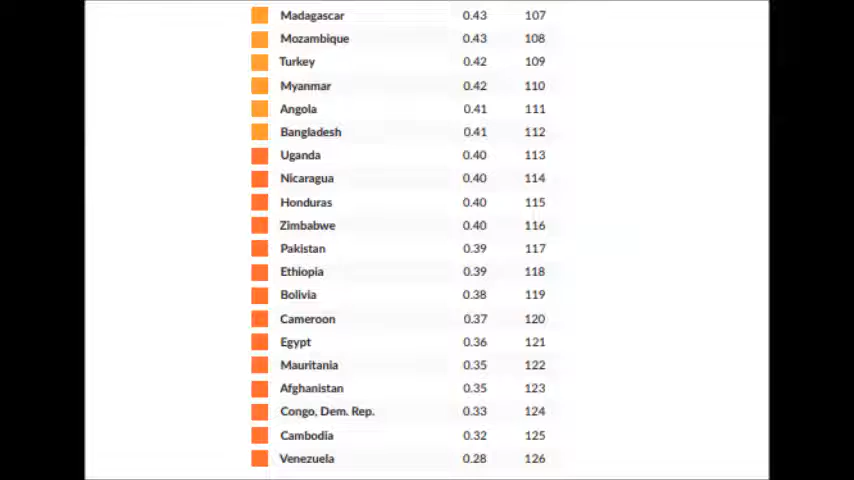 Madagascar 0.43 107
Mozambique 0.43 108
Turkey 0.42 109
Myanmar 0.42 110
Angola 0.41 111
Bangladesh 0.41 112
Uganda 0.40 113
Nicaragua 0.40 114
Honduras 0.40 115
Zimbabwe 0.40 116
Pakistan 0.39 117
Ethiopia 0.39 118
Bolivia 0.38 119
Cameroon 0.37 120
Egypt 0.36 121
Mauritania 0.35 122
Afghanistan 0.35 123
Congo, Dem. Rep. 0.33 124
Cambodia 0.32 125
Venezuela 0.28 126